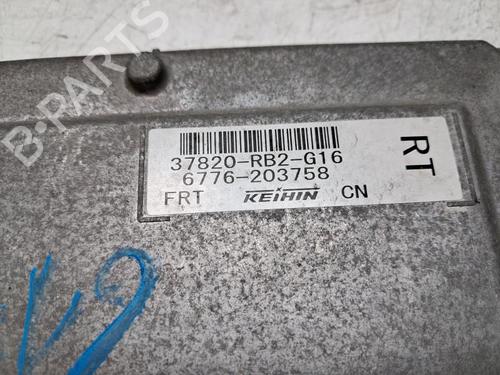 B-PARTS
37820-RB2-G16
6776-203758
FRT KEIHIN CN
RT